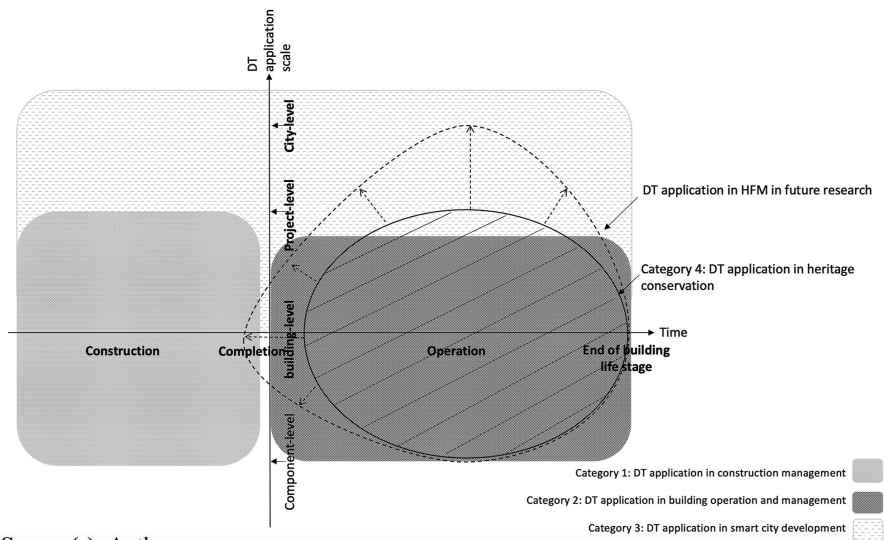 DT
application
scale
City-level
Project-level
building-level
Component-level
DT application in HFM in future research
Category 4: DT application in heritage
conservation
Time
Construction
Completion
Operation
End of building
life stage
Category 1: DT application in construction management
Category 2: DT application in building operation and management
Category 3: DT application in smart city development